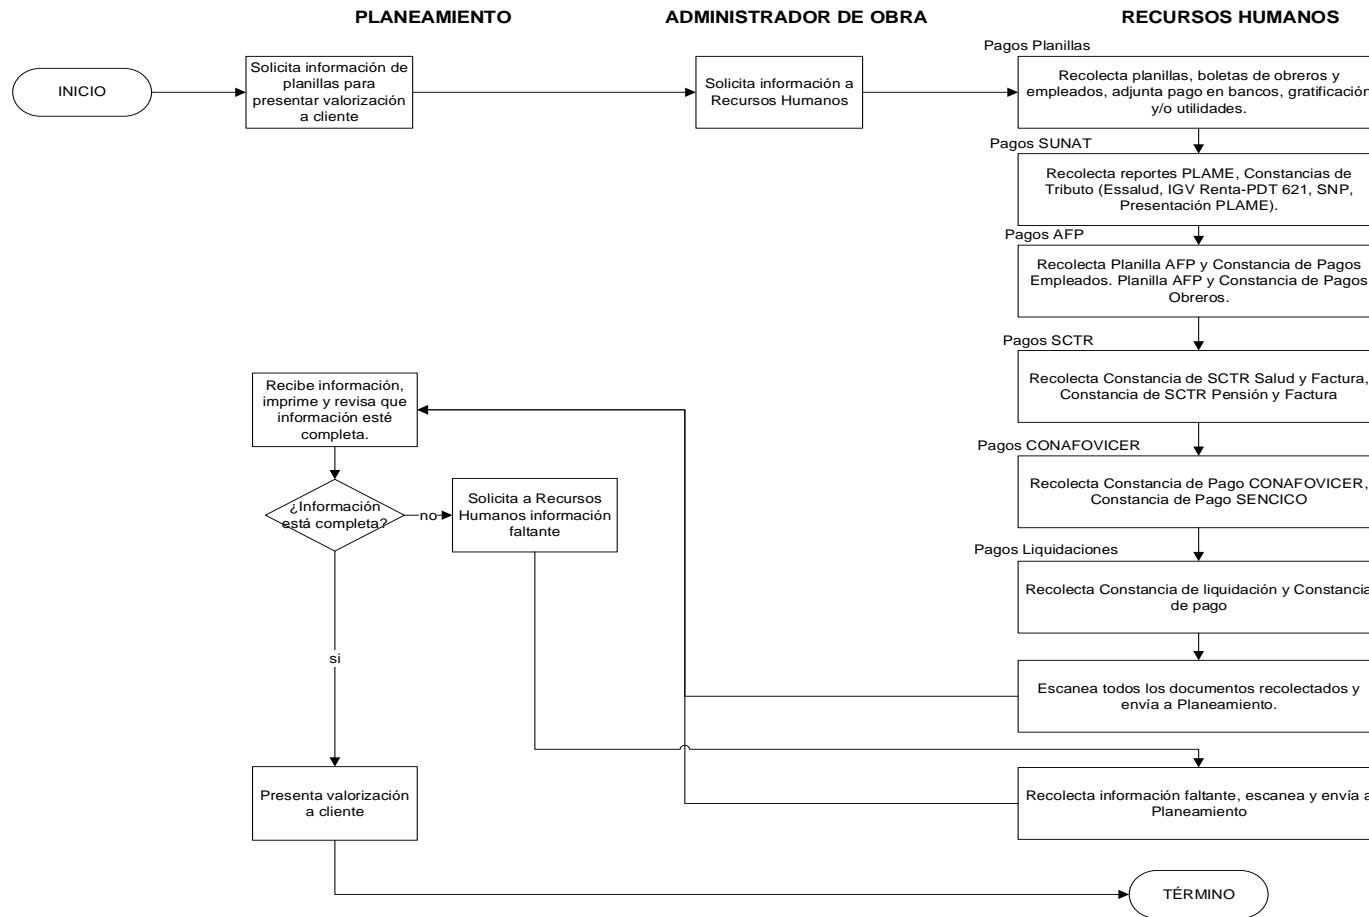 PLANEAMIENTO
ADMINISTRADOR DE OBRA
RECURSOS HUMANOS
INICIO
Solicita información de
planillas para
presentar valorización
a cliente
Solicita información a
Recursos Humanos
Pagos Planillas
Recolecta planillas, boletas de obreros y
empleados, adjunta pago en bancos, gratificación
y/o utilidades.
Pagos SUNAT
Recolecta reportes PLAME, Constancias de
Tributo (Essalud, IGV Renta-PDT 621, SNP,
Presentación PLAME).
Pagos AFP
Recolecta Planilla AFP y Constancia de Pagos
Empleados. Planilla AFP y Constancia de Pagos
Obreros.
Pagos SCTR
Recolecta Constancia de SCTR Salud y Factura,
Constancia de SCTR Pensión y Factura
Recibe información,
imprime y revisa que
información esté
completa.
Pagos CONAFOVICER
Recolecta Constancia de Pago CONAFOVICER,
Constancia de Pago SENCICO
¿Información
está completa?
no
Solicita a Recursos
Humanos información
faltante
Pagos Liquidaciones
Recolecta Constancia de liquidación y Constancia
de pago
si
Escanea todos los documentos recolectados y
envía a Planeamiento.
Presenta valorización
a cliente
Recolecta información faltante, escanea y envía a
Planeamiento
TÉRMINO